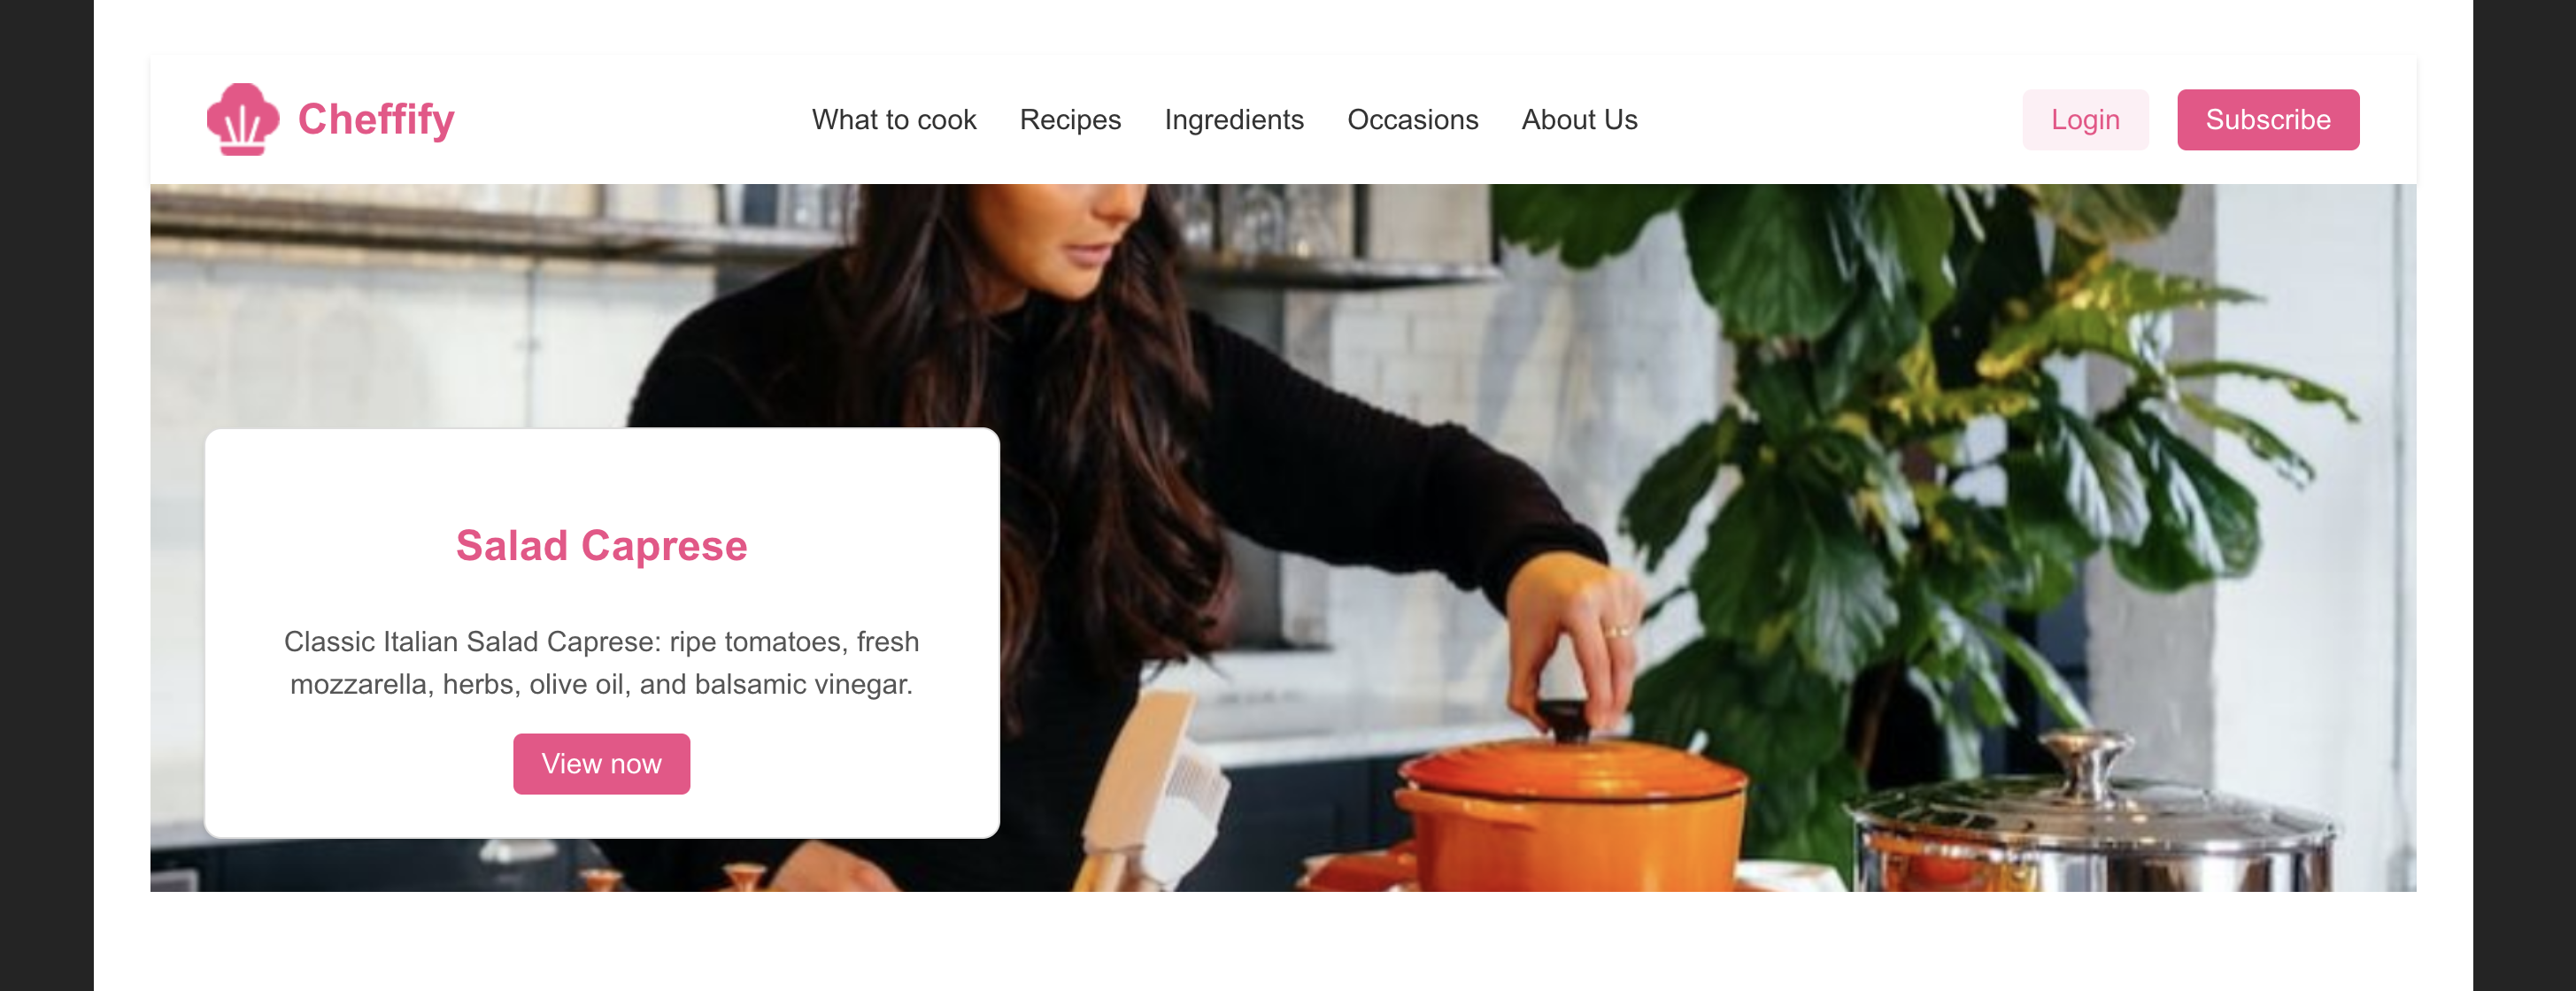 Cheffify
What to cook
Recipes
Ingredients
Occasions
About Us
Login
Subscribe
Salad Caprese
Classic Italian Salad Caprese: ripe tomatoes, fresh
mozzarella, herbs, olive oil, and balsamic vinegar.
View now